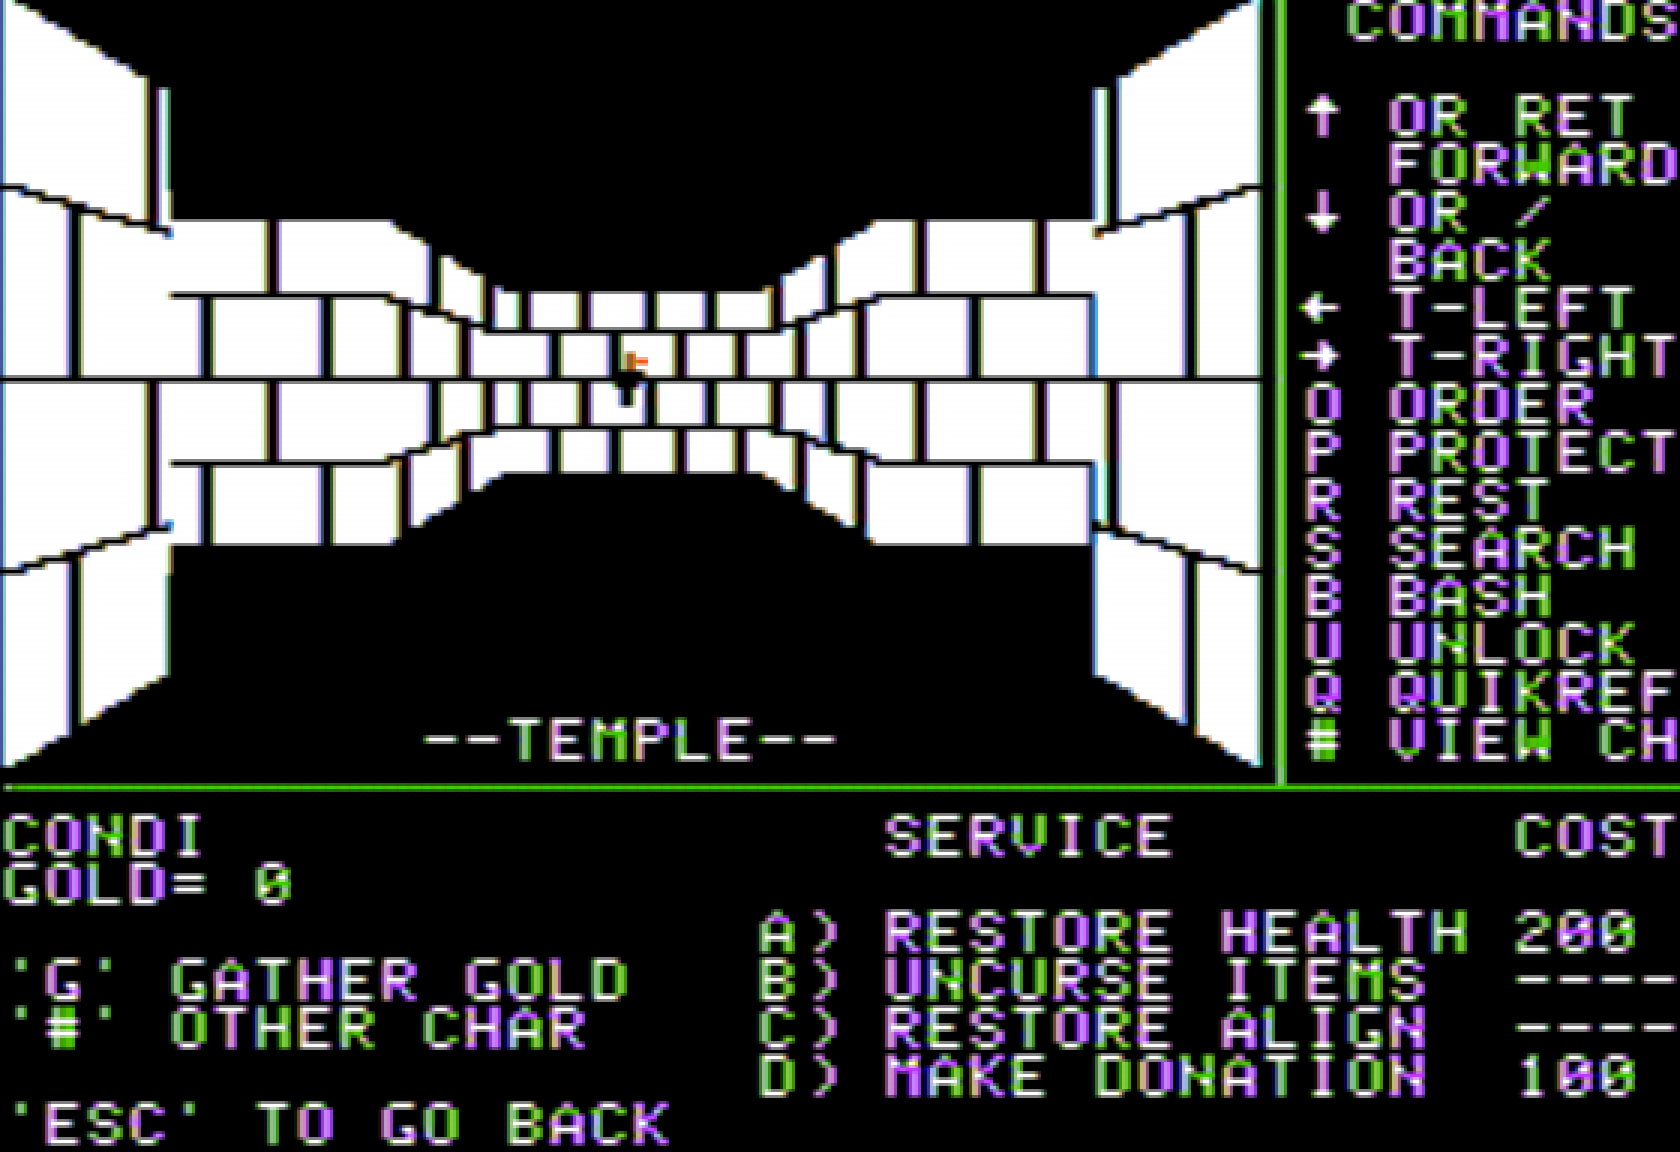 COMMANDS
↑ OR RET
FORWARD
↓ OR /
BACK
← T-LEFT
→ T-RIGHT
O ORDER
P PROTECT
R REST
S SEARCH
B BASH
U UNLOCK
Q QUIKREF
# VIEW CH
--TEMPLE--
CONDI
GOLD= 0
'G' GATHER GOLD
'#' OTHER CHAR
'ESC' TO GO BACK
SERVICE COST
A) RESTORE HEALTH 200
B) UNCURSE ITEMS ----
C) RESTORE ALIGN ----
D) MAKE DONATION 100